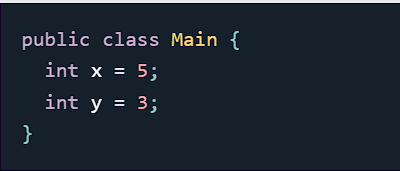 public class Main {
  int x = 5;
  int y = 3;
}